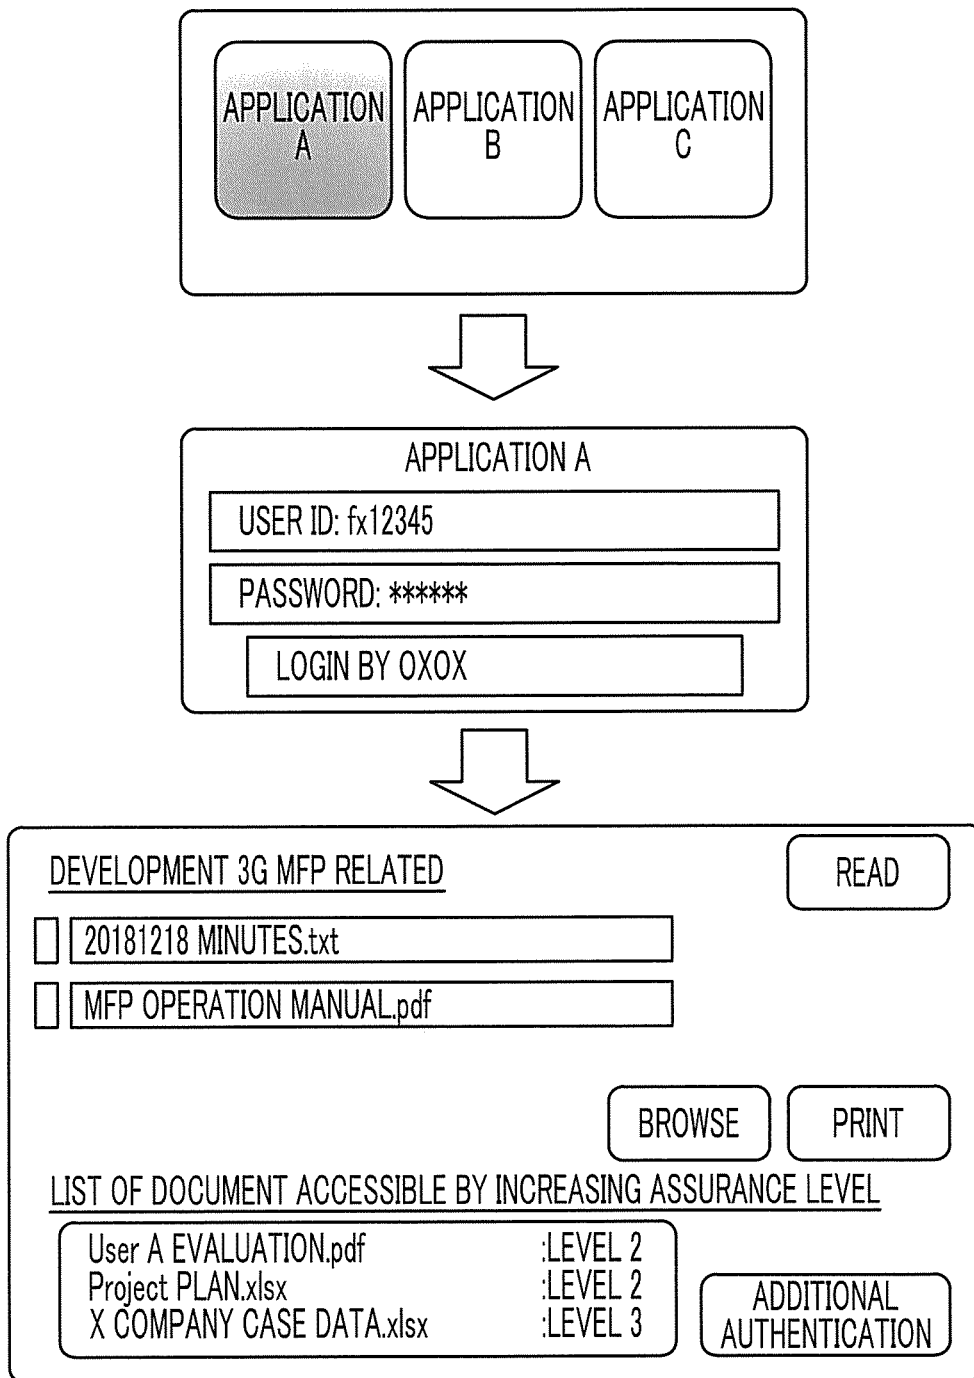 APPLICATION A
APPLICATION B
APPLICATION C
APPLICATION A
USER ID: fx12345
PASSWORD: ******
LOGIN BY OXOX
DEVELOPMENT 3G MFP RELATED
READ
20181218 MINUTES.txt
MFP OPERATION MANUAL.pdf
BROWSE
PRINT
LIST OF DOCUMENT ACCESSIBLE BY INCREASING ASSURANCE LEVEL
User A EVALUATION.pdf :LEVEL 2
Project PLAN.xlsx :LEVEL 2
X COMPANY CASE DATA.xlsx :LEVEL 3
ADDITIONAL
AUTHENTICATION